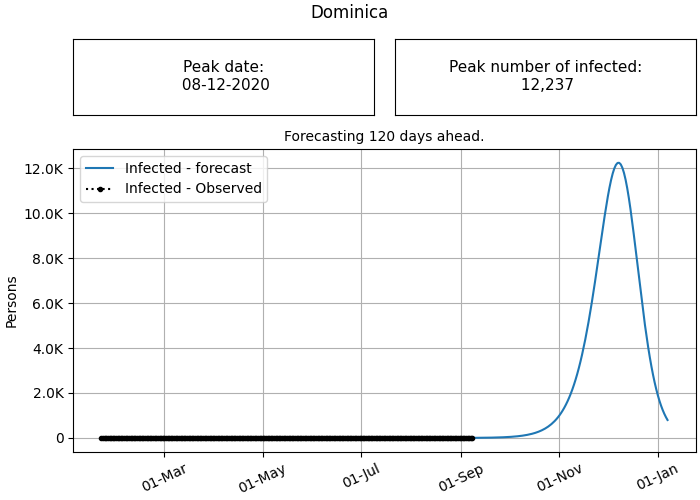 Dominica
Peak date:
08-12-2020
Peak number of infected:
12,237
Forecasting 120 days ahead.
Infected - forecast
Infected - Observed
Persons
12.0K
10.0K
8.0K
6.0K
4.0K
2.0K
0
01-Mar
01-May
01-Jul
01-Sep
01-Nov
01-Jan